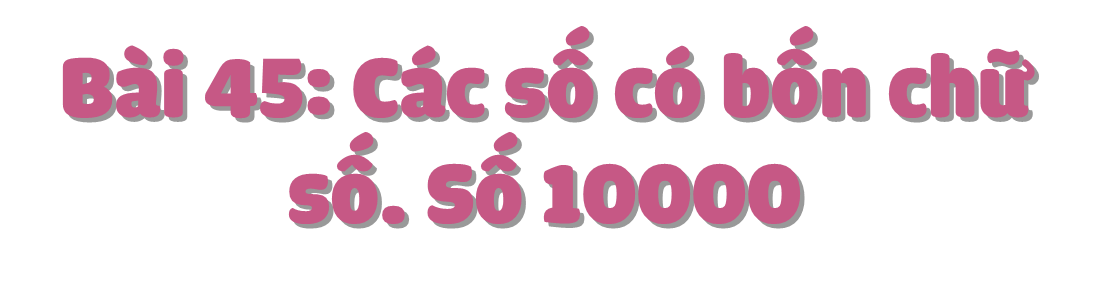 Bài 45: Các số có bốn chữ
số. Số 10000